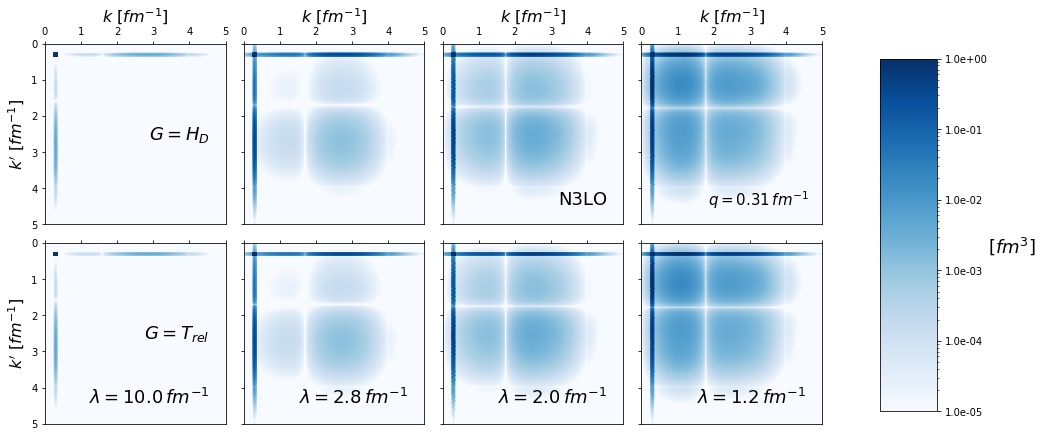 k [fm⁻¹] k [fm⁻¹] k [fm⁻¹] k [fm⁻¹]
0 1 2 3 4 5 0 1 2 3 4 5 0 1 2 3 4 5 0 1 2 3 4 5
0
1
2
3
4
5
k′ [fm⁻¹]
G = H_D
N3LO
q = 0.31 fm⁻¹
0
1
2
3
4
5
k′ [fm⁻¹]
G = T_rel
λ = 10.0 fm⁻¹
λ = 2.8 fm⁻¹
λ = 2.0 fm⁻¹
λ = 1.2 fm⁻¹
1.0e+00
1.0e-01
1.0e-02
1.0e-03
1.0e-04
1.0e-05
[fm³]